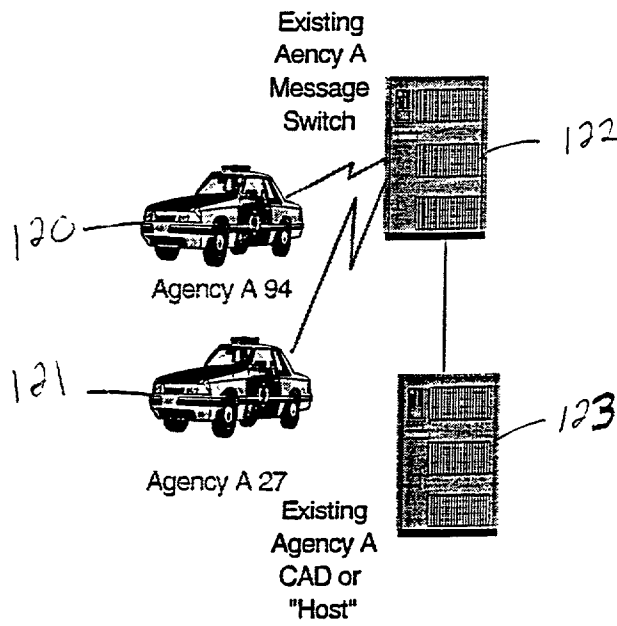 Existing
Aency A
Message
Switch
122
120
Agency A 94
121
123
Agency A 27
Existing
Agency A
CAD or
"Host"